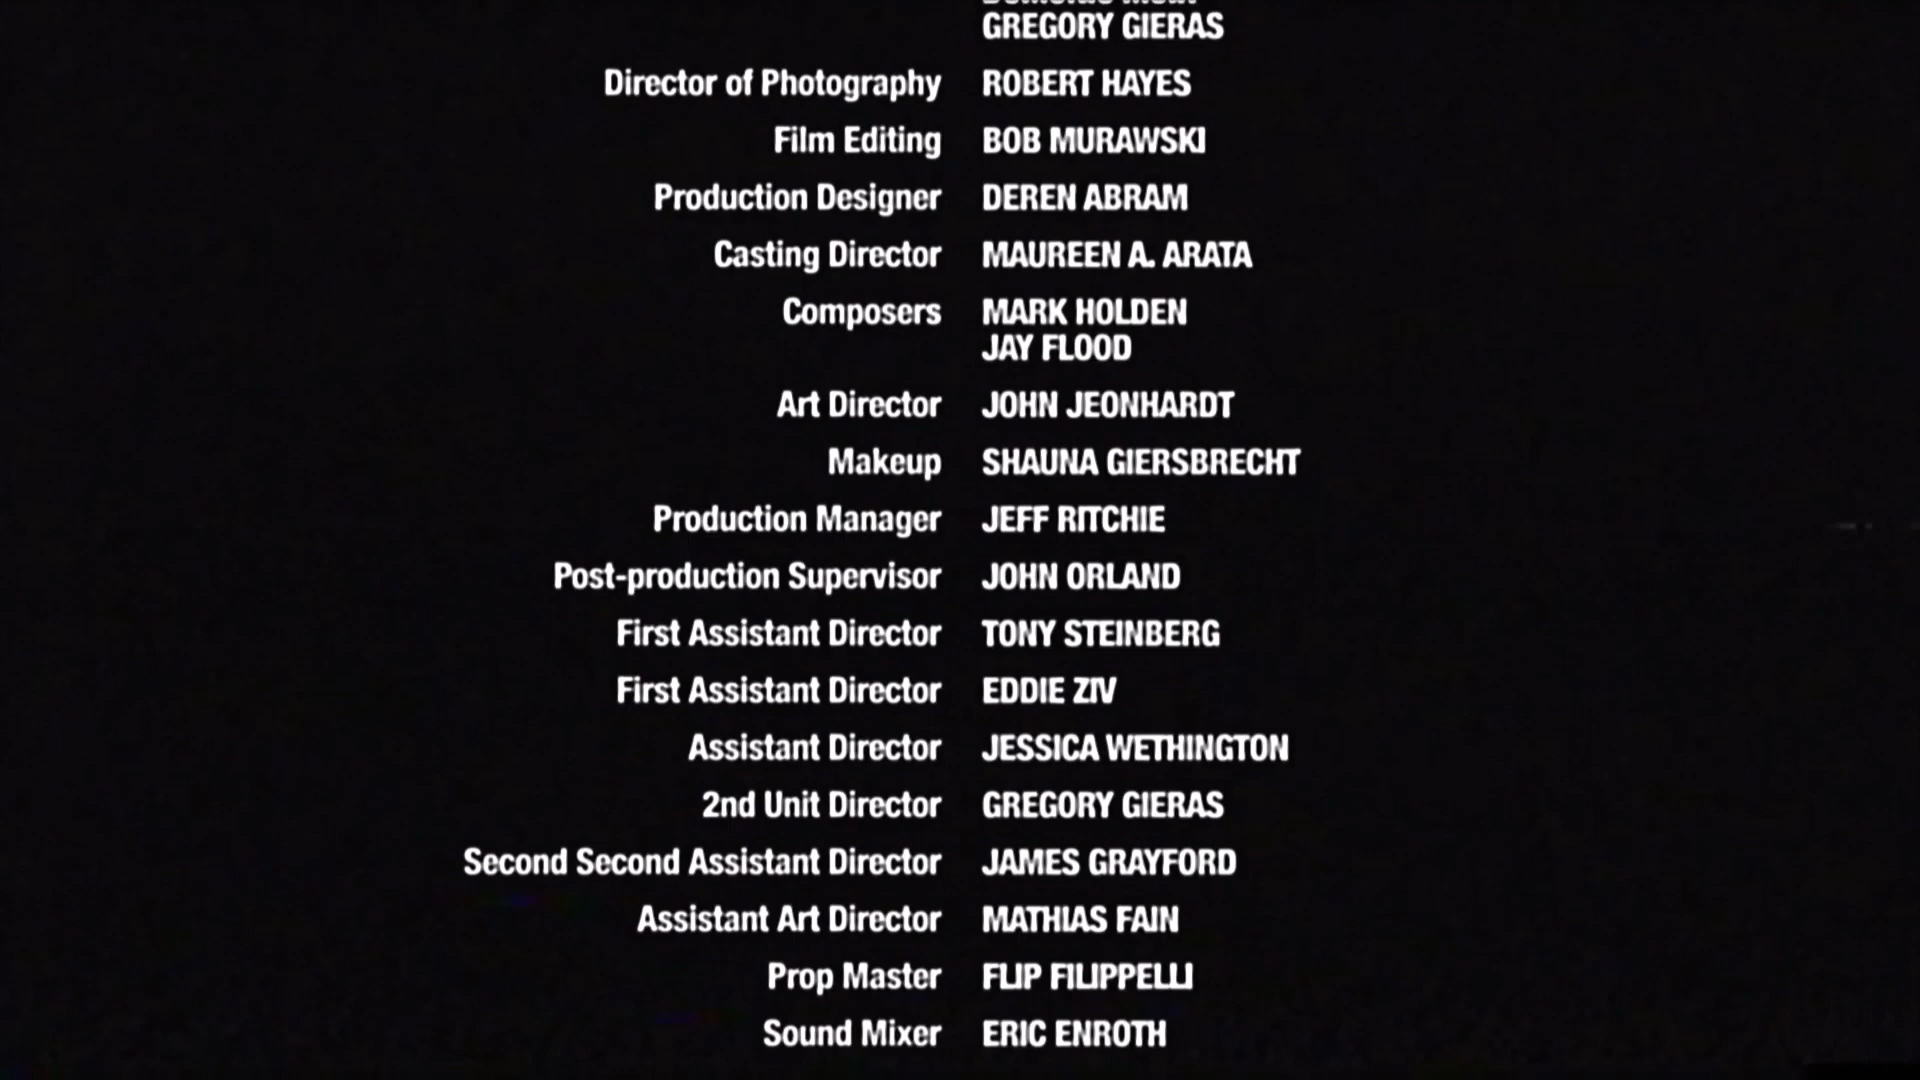 GREGORY GIERAS
Director of Photography ROBERT HAYES
Film Editing BOB MURAWSKI
Production Designer DEREN ABRAM
Casting Director MAUREEN A. ARATA
Composers MARK HOLDEN
JAY FLOOD
Art Director JOHN JEONHARDT
Makeup SHAUNA GIERSBRECHT
Production Manager JEFF RITCHIE
Post-production Supervisor JOHN ORLAND
First Assistant Director TONY STEINBERG
First Assistant Director EDDIE ZIV
Assistant Director JESSICA WETHINGTON
2nd Unit Director GREGORY GIERAS
Second Second Assistant Director JAMES GRAYFORD
Assistant Art Director MATHIAS FAIN
Prop Master FLIP FILIPPELLI
Sound Mixer ERIC ENROTH